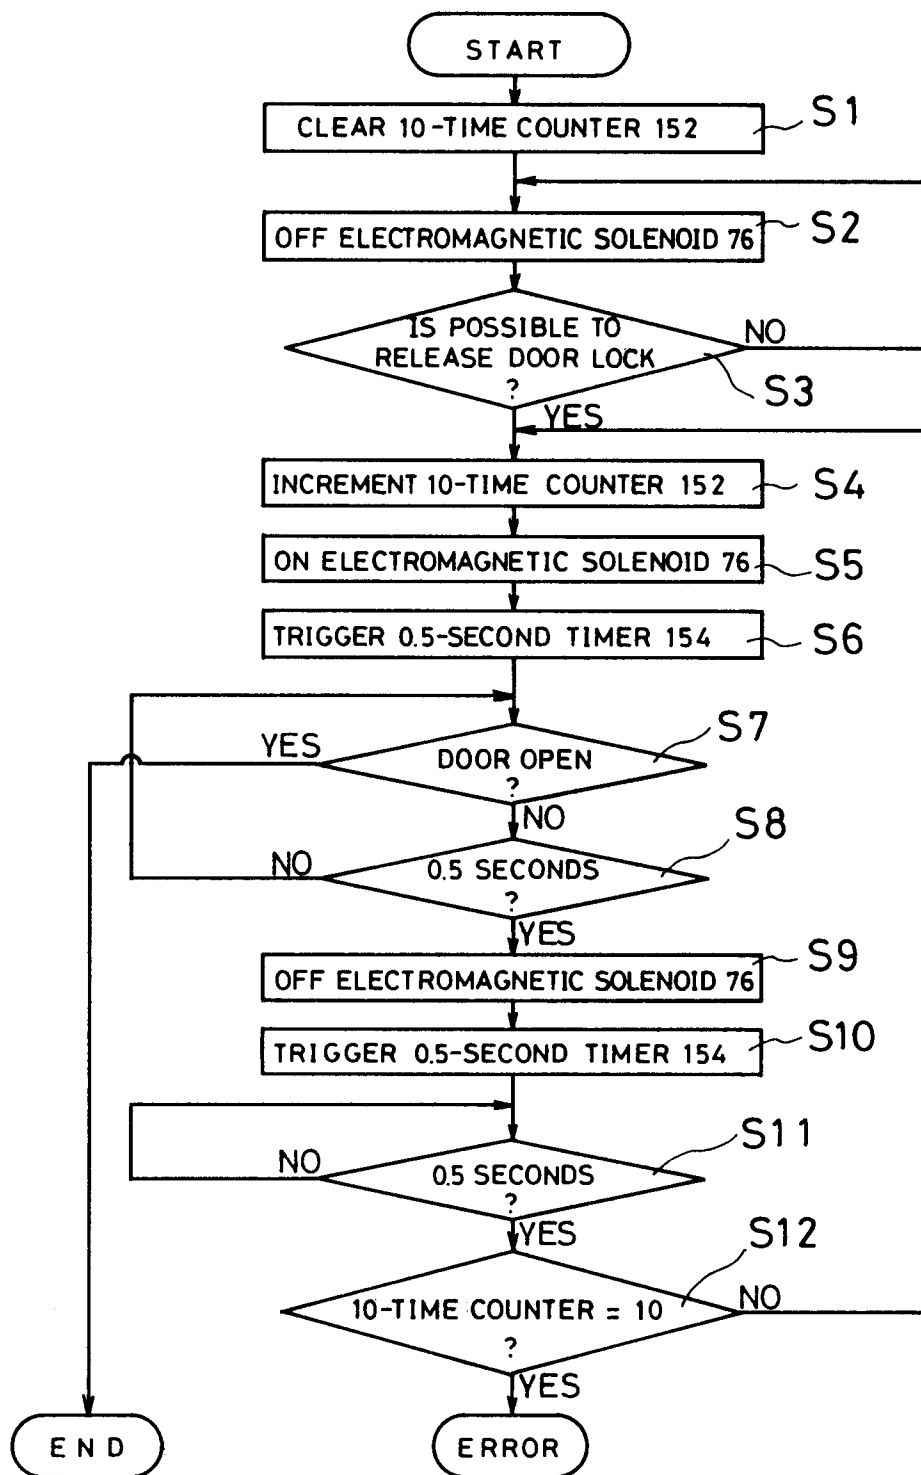 START
CLEAR 10-TIME COUNTER 152
S1
OFF ELECTROMAGNETIC SOLENOID 76
S2
IS POSSIBLE TO
RELEASE DOOR LOCK
?
NO
S3
YES
INCREMENT 10-TIME COUNTER 152
S4
ON ELECTROMAGNETIC SOLENOID 76
S5
TRIGGER 0.5-SECOND TIMER 154
S6
S7
YES
DOOR OPEN
?
NO
S8
NO
0.5 SECONDS
?
YES
S9
OFF ELECTROMAGNETIC SOLENOID 76
S10
TRIGGER 0.5-SECOND TIMER 154
S11
NO
0.5 SECONDS
?
YES
S12
10-TIME COUNTER = 10
?
NO
YES
END
ERROR